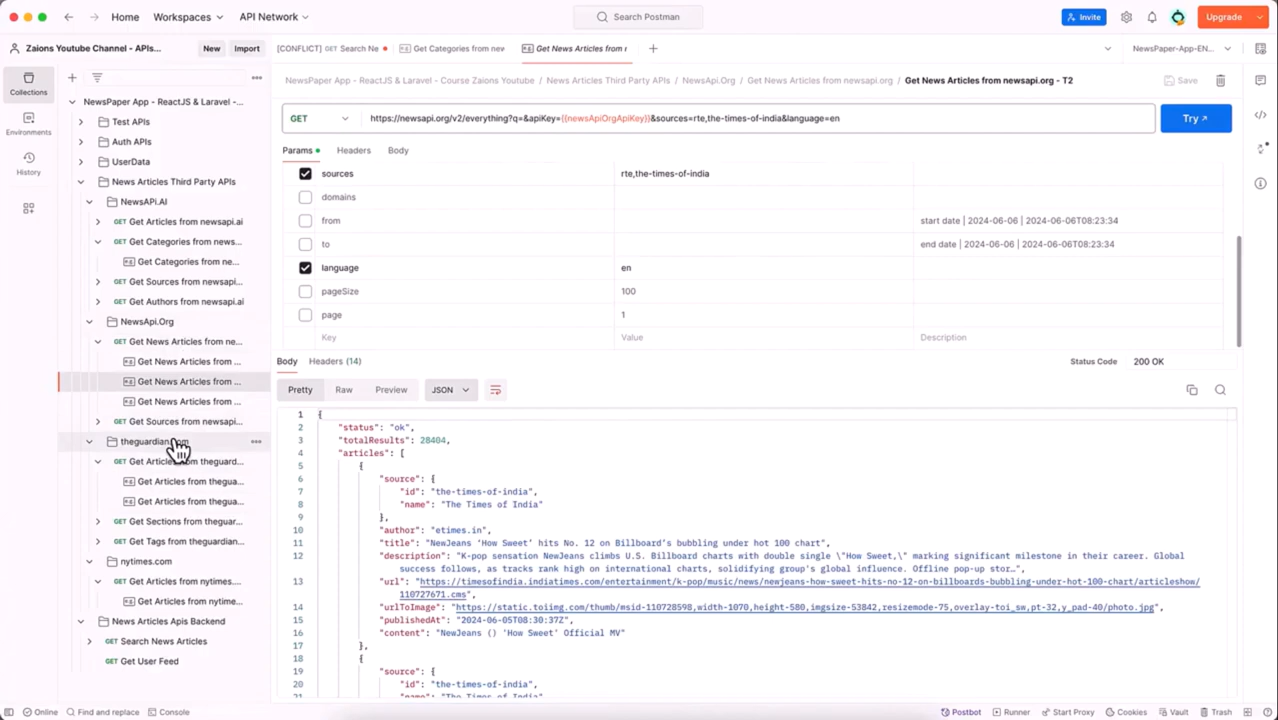 Home Workspaces API Network Search Postman Invite Upgrade
Zaions Youtube Channel - APIs... New Import [CONFLICT] GET Search Ne Get Categories from new Get News Articles from r NewsPaper-App-EN...
Collections
Environments
History
NewsPaper App - ReactJS & Laravel -...
Test APIs
Auth APIs
UserData
News Articles Third Party APIs
NewsAPi.AI
GET Get Articles from newsapi.ai
GET Get Categories from news...
Get Categories from ne...
GET Get Sources from newsapi...
GET Get Authors from newsapi.ai
NewsApi.Org
GET Get News Articles from ne...
Get News Articles from ...
Get News Articles from ...
Get News Articles from ...
GET Get Sources from newsapi...
GET Get Articles from theguard...
Get Articles from thegua...
Get Articles from thegua...
GET Get Sections from theguar...
GET Get Tags from theguardian...
nytimes.com
GET Get Articles from nytimes....
Get Articles from nytime...
News Articles Apis Backend
Search News Articles
GET Get User Feed
NewsPaper App - ReactJS & Laravel - Course Zaions Youtube / News Articles Third Party APIs / NewsApi.Org / Get News Articles from newsapi.org / Get News Articles from newsapi.org - T2 Save
GET https://newsapi.org/v2/everything?q=&apiKey={{newsApiOrgApiKey}}&sources=rte,the-times-of-india&language=en Try
Params Headers Body
sources rte,the-times-of-india
domains
from start date | 2024-06-06 | 2024-06-06T08:23:34
to end date | 2024-06-06 | 2024-06-06T08:23:34
language en
pageSize 100
page 1
Key Value Description
Body Headers (14) Status Code 200 OK
Pretty Raw Preview JSON
1 {
2 "status": "ok",
3 "totalResults": 28404,
4 "articles": [
5 {
6 "source": {
7 "id": "the-times-of-india",
8 "name": "The Times of India"
9 },
10 "author": "etimes.in",
11 "title": "NewJeans ‘How Sweet’ hits No. 12 on Billboard’s bubbling under hot 100 chart",
12 "description": "K-pop sensation NewJeans climbs U.S. Billboard charts with double single \"How Sweet,\" marking significant milestone in their career. Global
success follows, as tracks rank high on international charts, solidifying group's global influence. Offline pop-up stor…",
13 "url": "https://timesofindia.indiatimes.com/entertainment/k-pop/music/news/newjeans-how-sweet-hits-no-12-on-billboards-bubbling-under-hot-100-chart/articleshow/
110727671.cms",
14 "urlToImage": "https://static.toiimg.com/thumb/msid-110728598,width-1070,height-580,imgsize-53842,resizemode-75,overlay-toi_sw,pt-32,y_pad-40/photo.jpg",
15 "publishedAt": "2024-06-05T08:30:37Z",
16 "content": "NewJeans () 'How Sweet' Official MV"
17 },
18 {
19 "source": {
20 "id": "the-times-of-india",
21 "name": "The Times of India"
Online Find and replace Console Postbot Runner Start Proxy Cookies Vault Trash